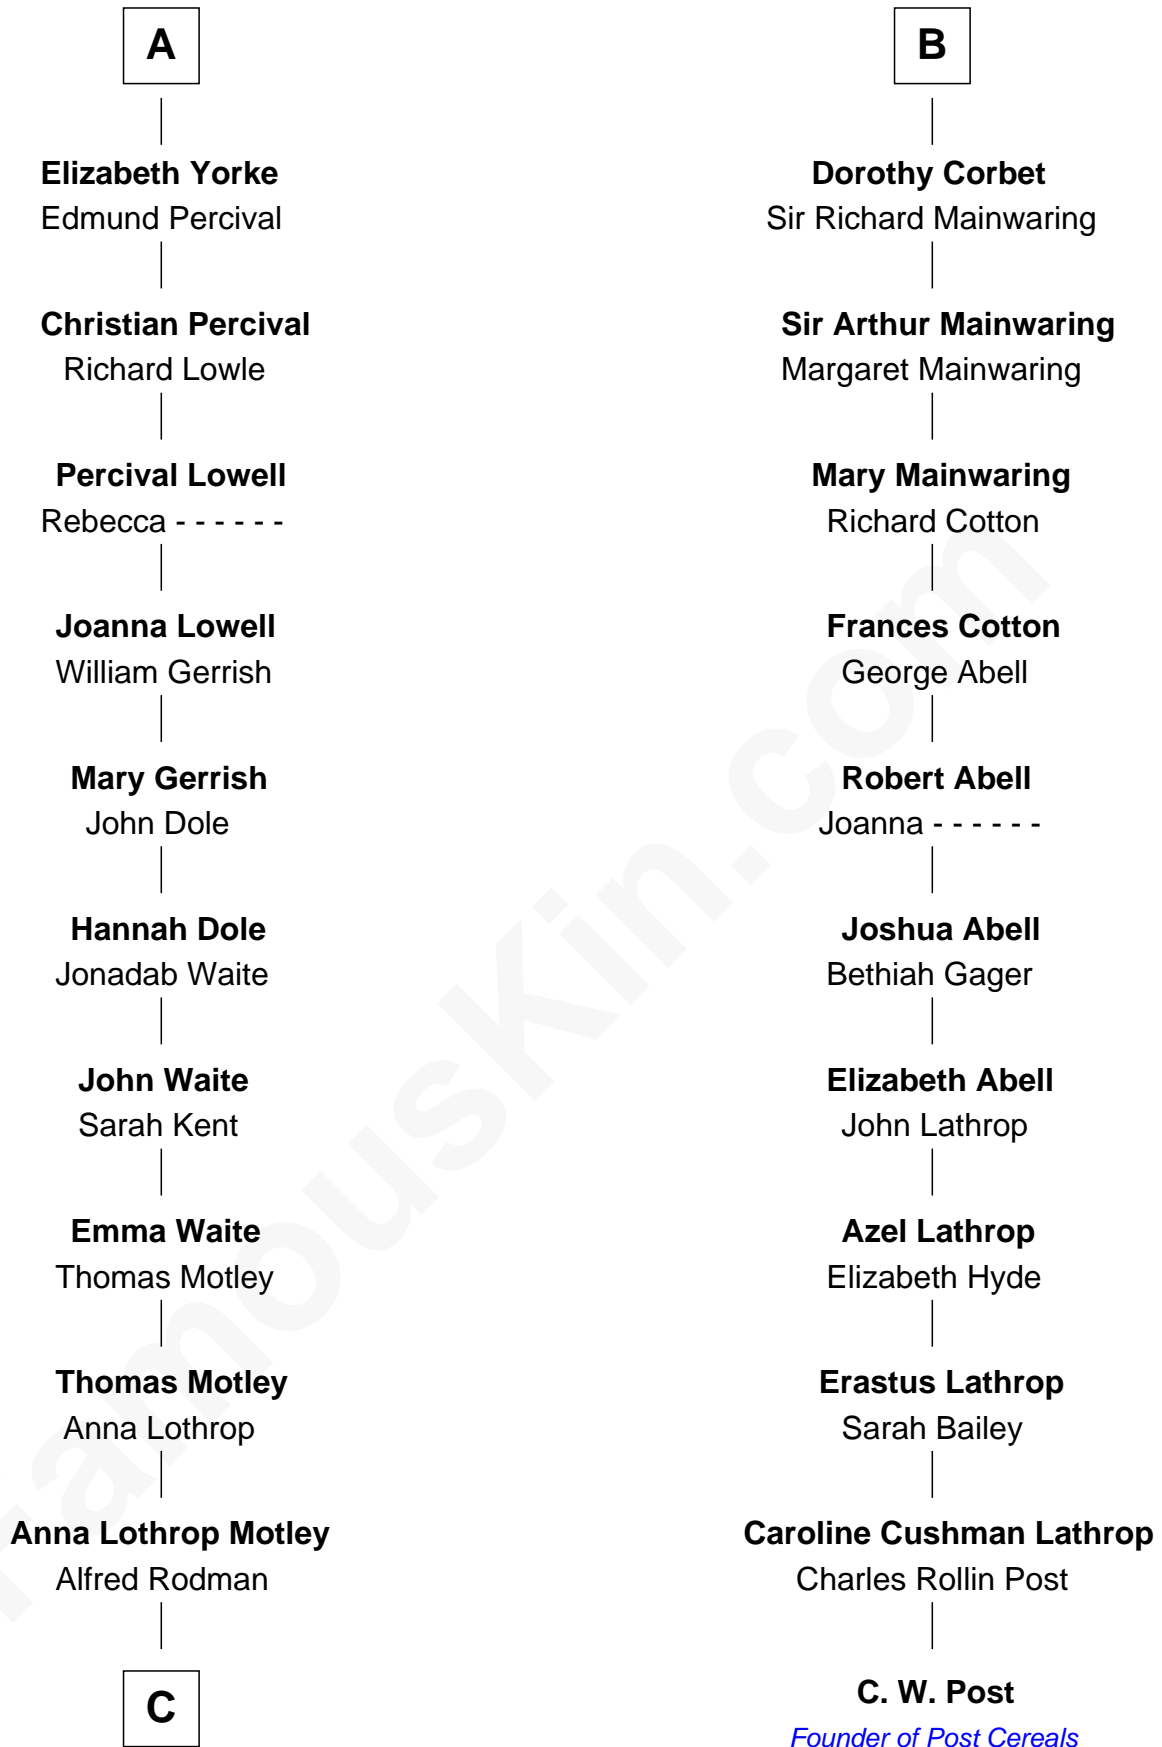 A
Elizabeth Yorke
Edmund Percival
Christian Percival
Richard Lowle
Percival Lowell
Rebecca - - - - - -
Joanna Lowell
William Gerrish
Mary Gerrish
John Dole
Hannah Dole
Jonadab Waite
John Waite
Sarah Kent
Emma Waite
Thomas Motley
Thomas Motley
Anna Lothrop
Anna Lothrop Motley
Alfred Rodman
C
B
Dorothy Corbet
Sir Richard Mainwaring
Sir Arthur Mainwaring
Margaret Mainwaring
Mary Mainwaring
Richard Cotton
Frances Cotton
George Abell
Robert Abell
Joanna - - - - - -
Joshua Abell
Bethiah Gager
Elizabeth Abell
John Lathrop
Azel Lathrop
Elizabeth Hyde
Erastus Lathrop
Sarah Bailey
Caroline Cushman Lathrop
Charles Rollin Post
C. W. Post
Founder of Post Cereals
FamousKin.com